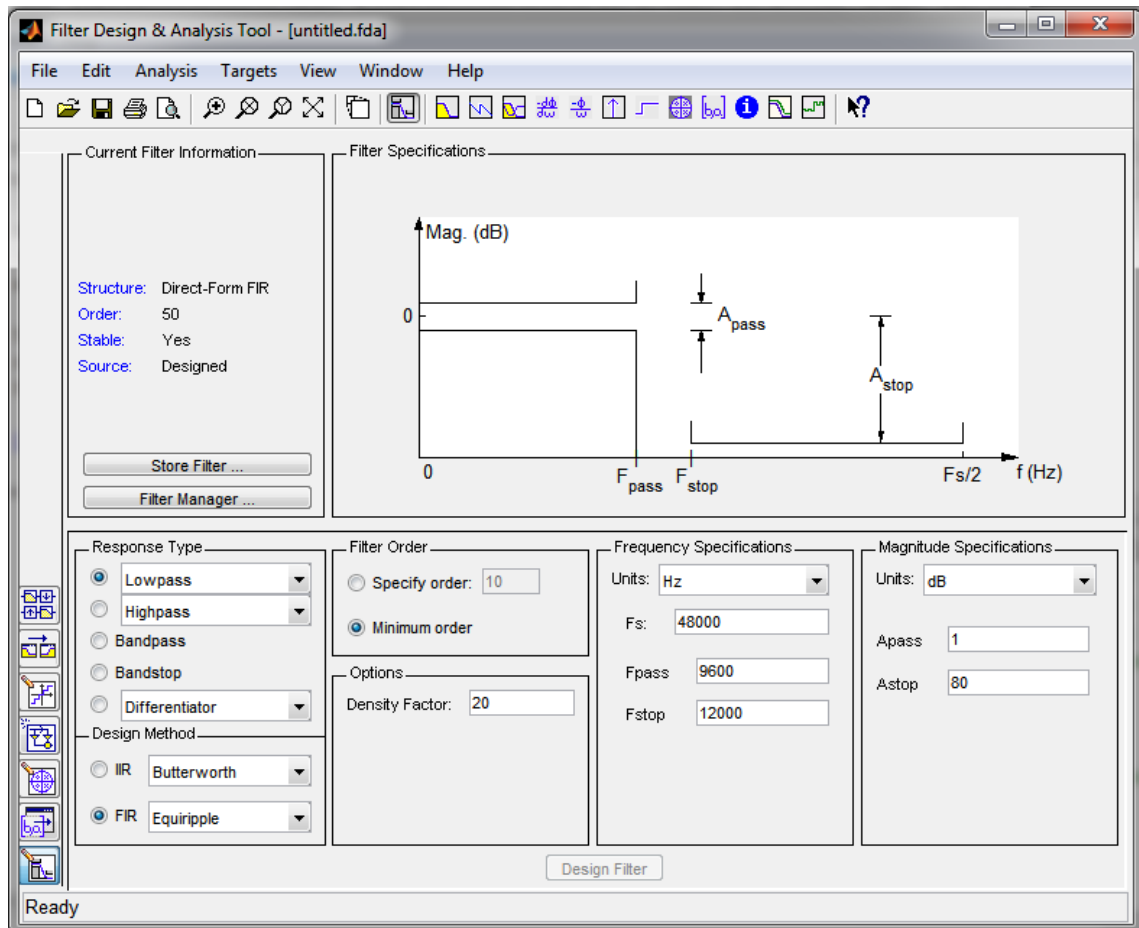 Filter Design & Analysis Tool - [untitled.fda]
File Edit Analysis Targets View Window Help
Current Filter Information
Structure: Direct-Form FIR
Order: 50
Stable: Yes
Source: Designed
Store Filter ...
Filter Manager ...
Filter Specifications
Mag. (dB)
0
Apass
Astop
0 Fpass Fstop Fs/2 f (Hz)
Response Type
Lowpass
Highpass
Bandpass
Bandstop
Differentiator
Design Method
IIR Butterworth
FIR Equiripple
Filter Order
Specify order: 10
Minimum order
Options
Density Factor: 20
Frequency Specifications
Units: Hz
Fs: 48000
Fpass 9600
Fstop 12000
Magnitude Specifications
Units: dB
Apass 1
Astop 80
Design Filter
Ready